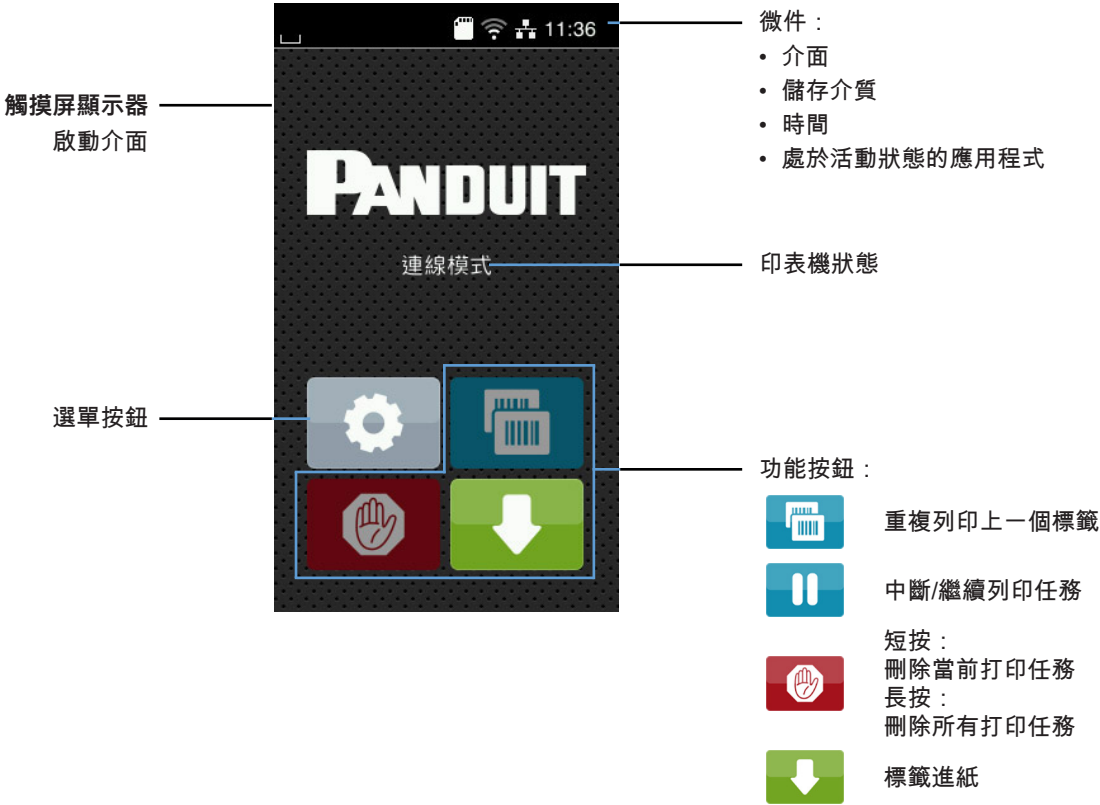 11:36
微件：
• 介面
• 儲存介質
• 時間
• 處於活動狀態的應用程式
觸摸屏顯示器
啟動介面
PANDUIT
連線模式
印表機狀態
選單按鈕
功能按鈕：
重複列印上一個標籤
中斷/繼續列印任務
短按：
刪除當前打印任務
長按：
刪除所有打印任務
標籤進紙